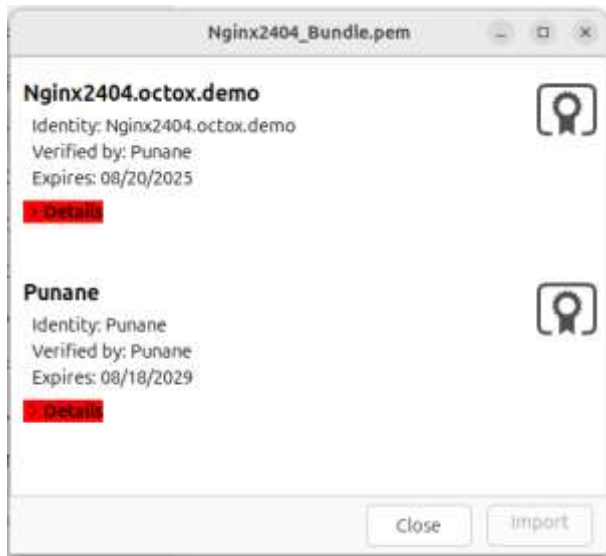 Nginx2404_Bundle.pem
Nginx2404.octox.demo
Identity: Nginx2404.octox.demo
Verified by: Punane
Expires: 08/20/2025
› Details
Punane
Identity: Punane
Verified by: Punane
Expires: 08/18/2029
› Details
Close
Import